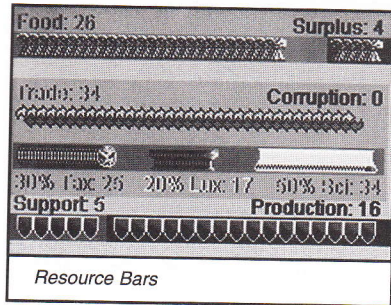 Food: 26 Surplus: 4
Trade: 34 Corruption: 0
30% Tax: 25 20% Lux: 17 50% Sci: 34
Support: 5 Production: 16
Resource Bars